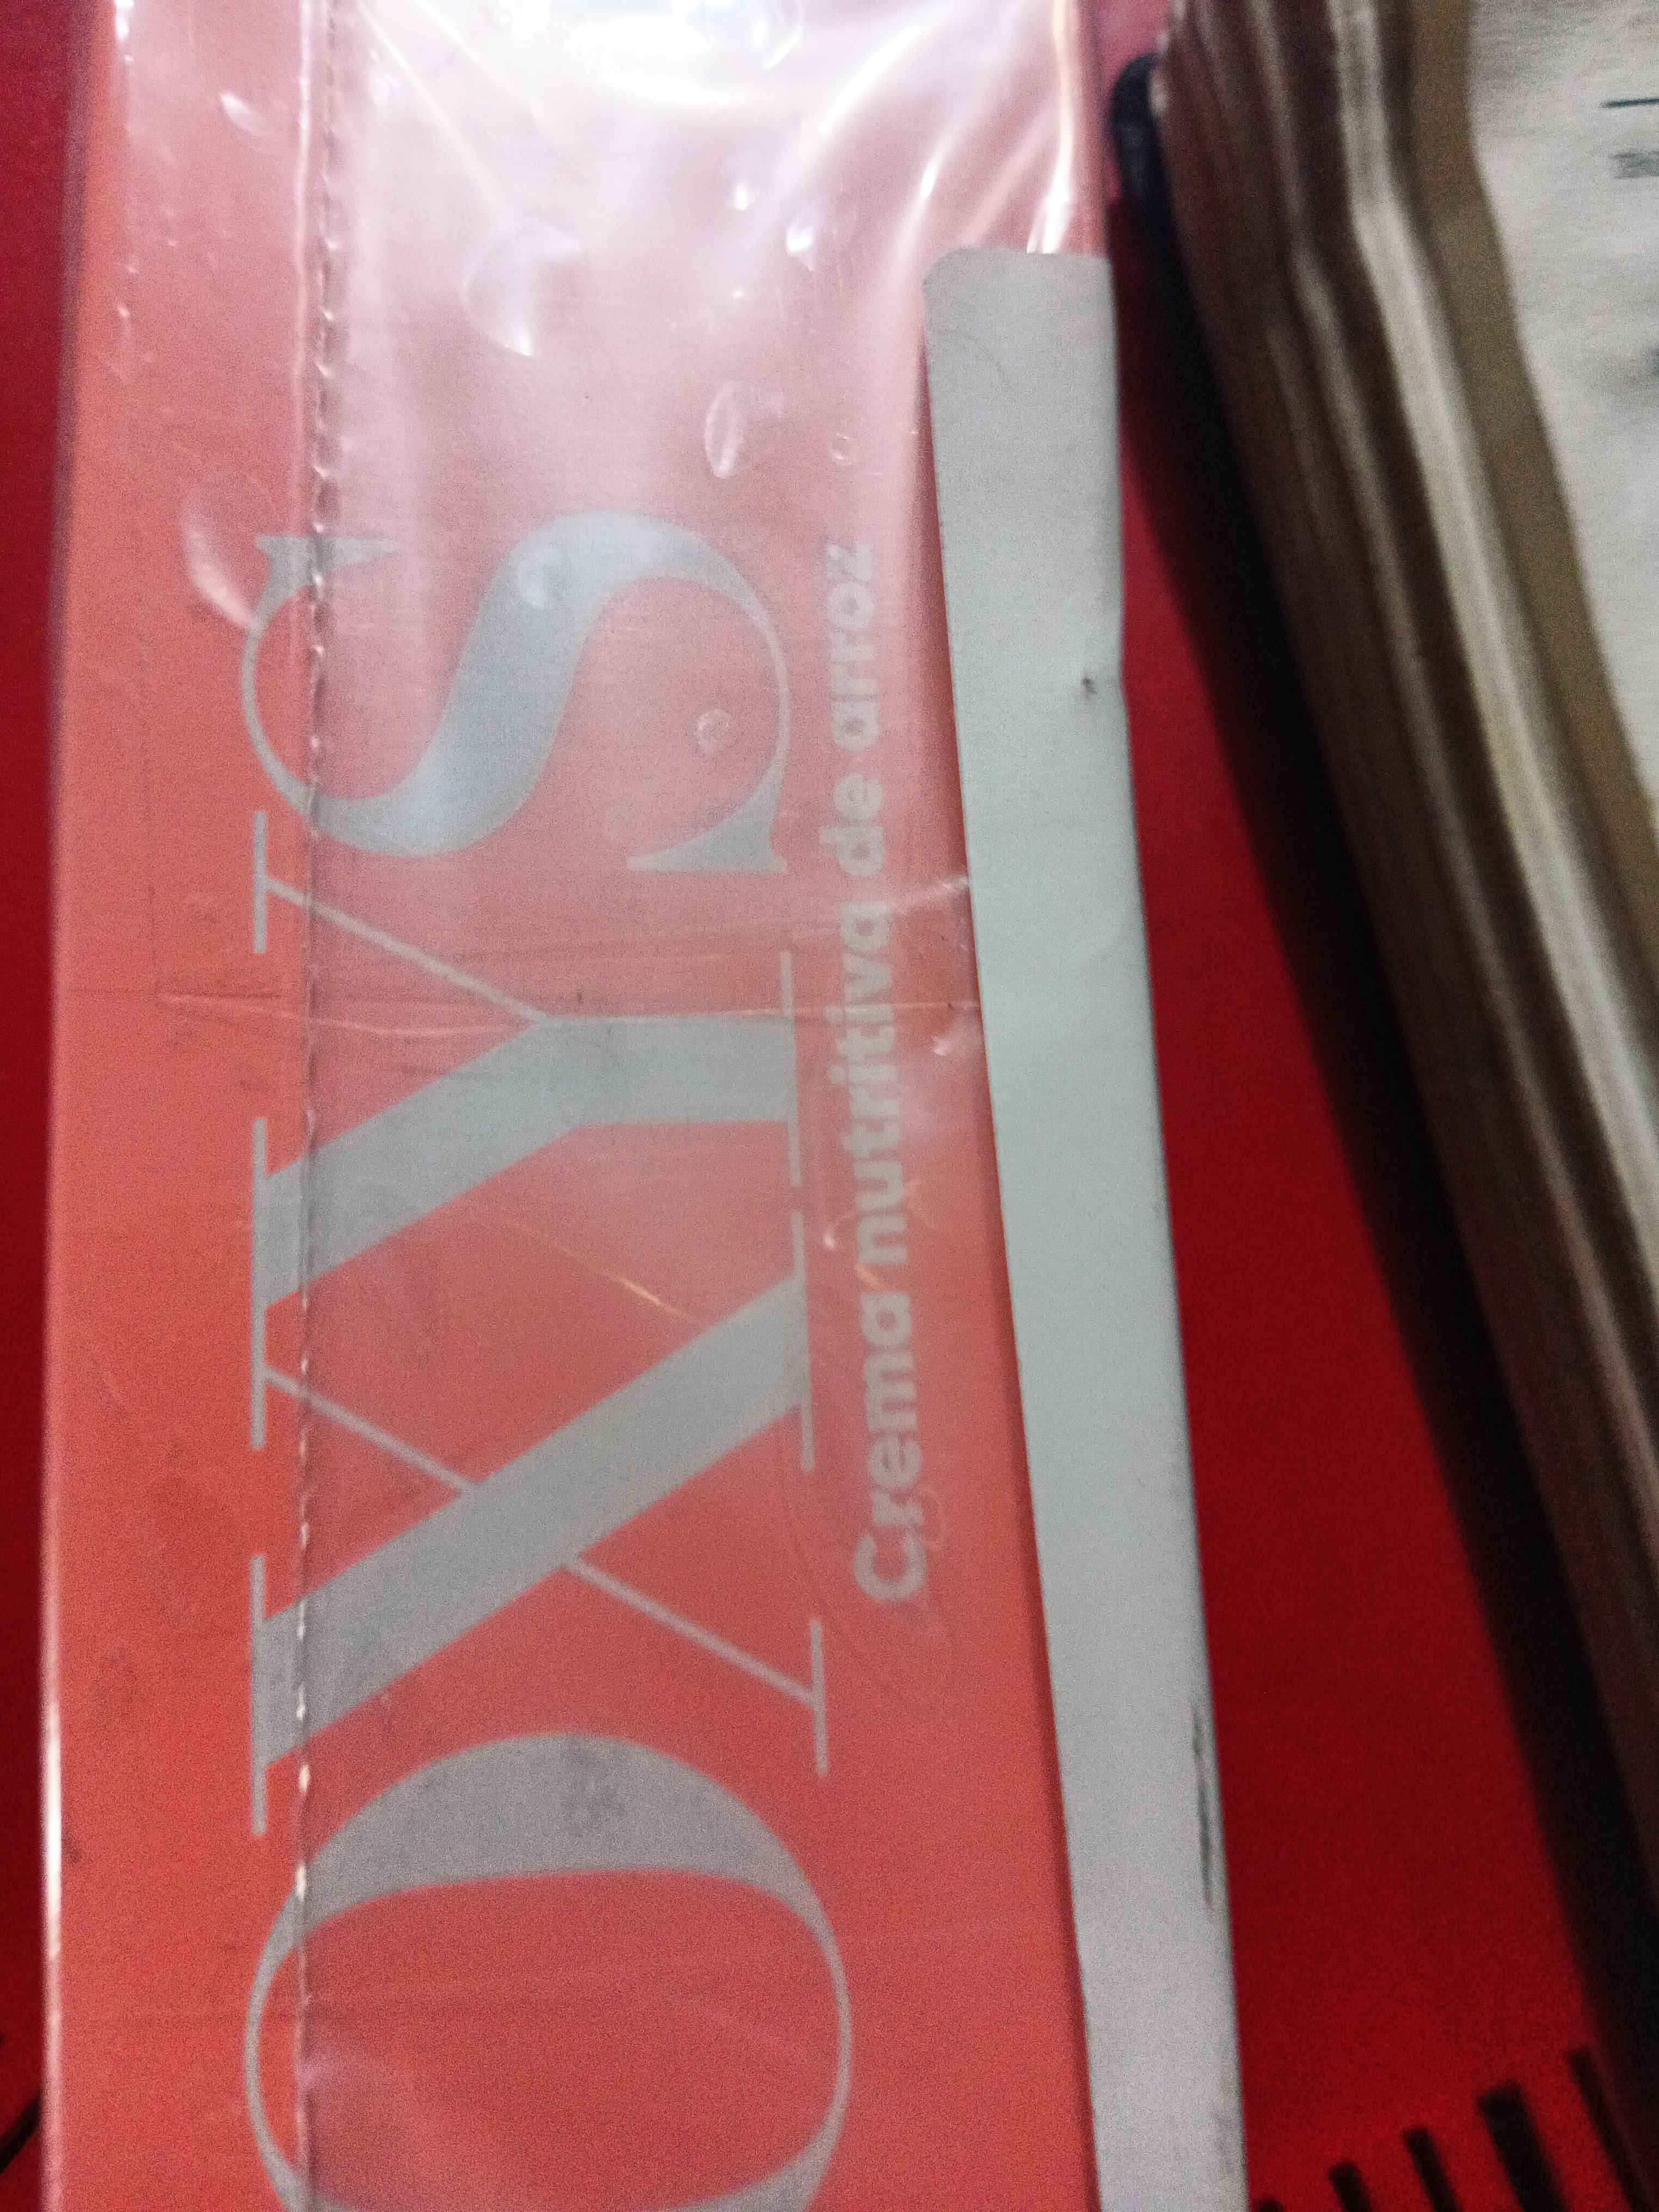 OXYS
Crema nutritiva de arroz